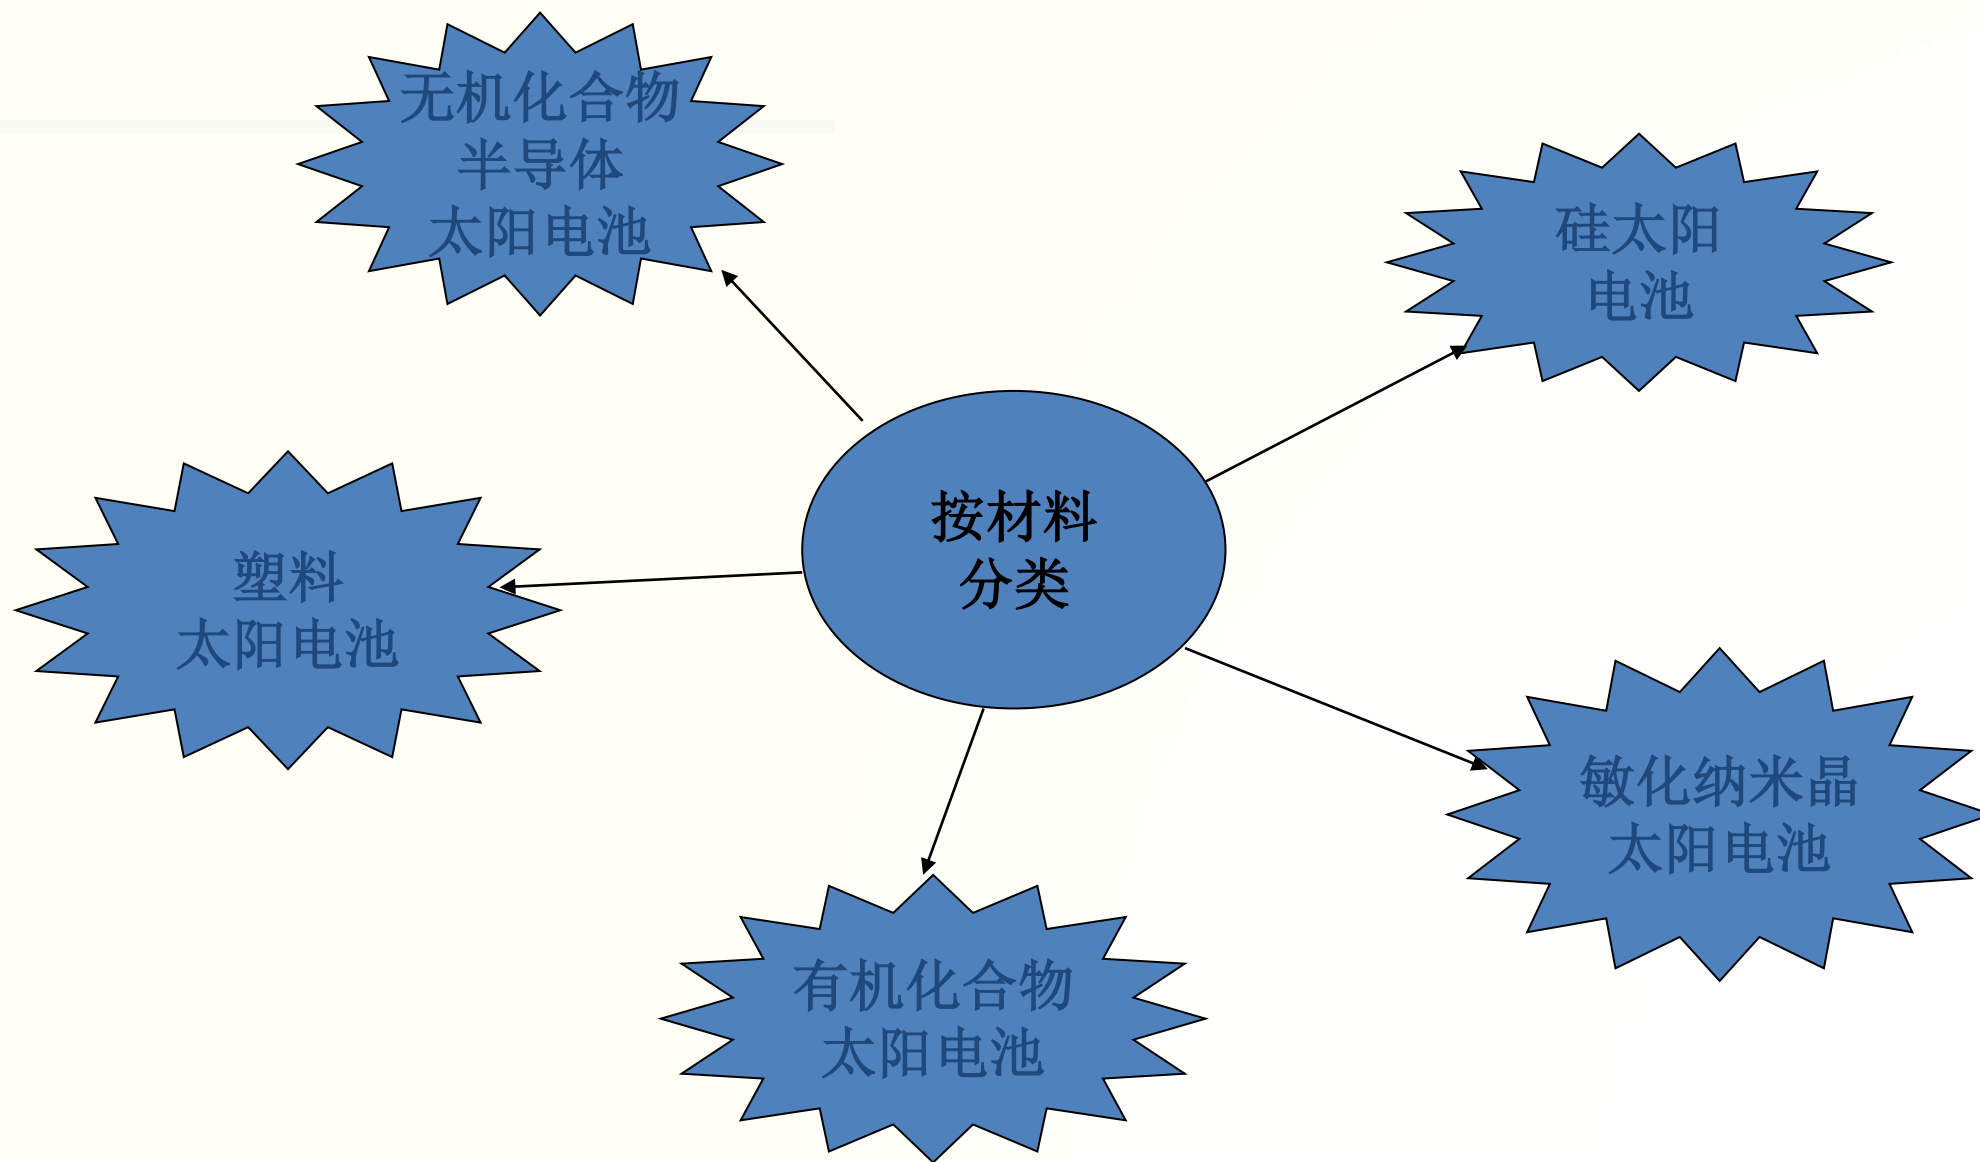 无机化合物
半导体
太阳电池
硅太阳
电池
按材料
分类
塑料
太阳电池
敏化纳米晶
太阳电池
有机化合物
太阳电池